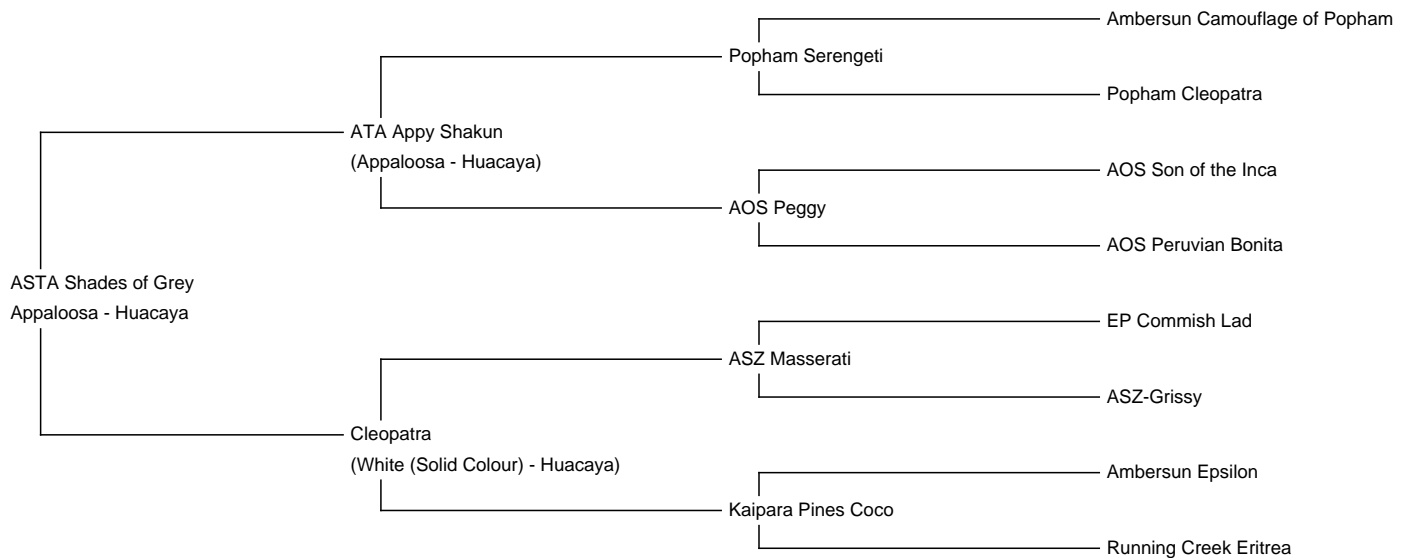 Ambersun Camouflage of Popham
Popham Serengeti
Popham Cleopatra
ATA Appy Shakun
(Appaloosa - Huacaya)
AOS Son of the Inca
AOS Peggy
AOS Peruvian Bonita
ASTA Shades of Grey
Appaloosa - Huacaya
EP Commish Lad
ASZ Masserati
ASZ-Grissy
Cleopatra
(White (Solid Colour) - Huacaya)
Ambersun Epsilon
Kaipara Pines Coco
Running Creek Eritrea